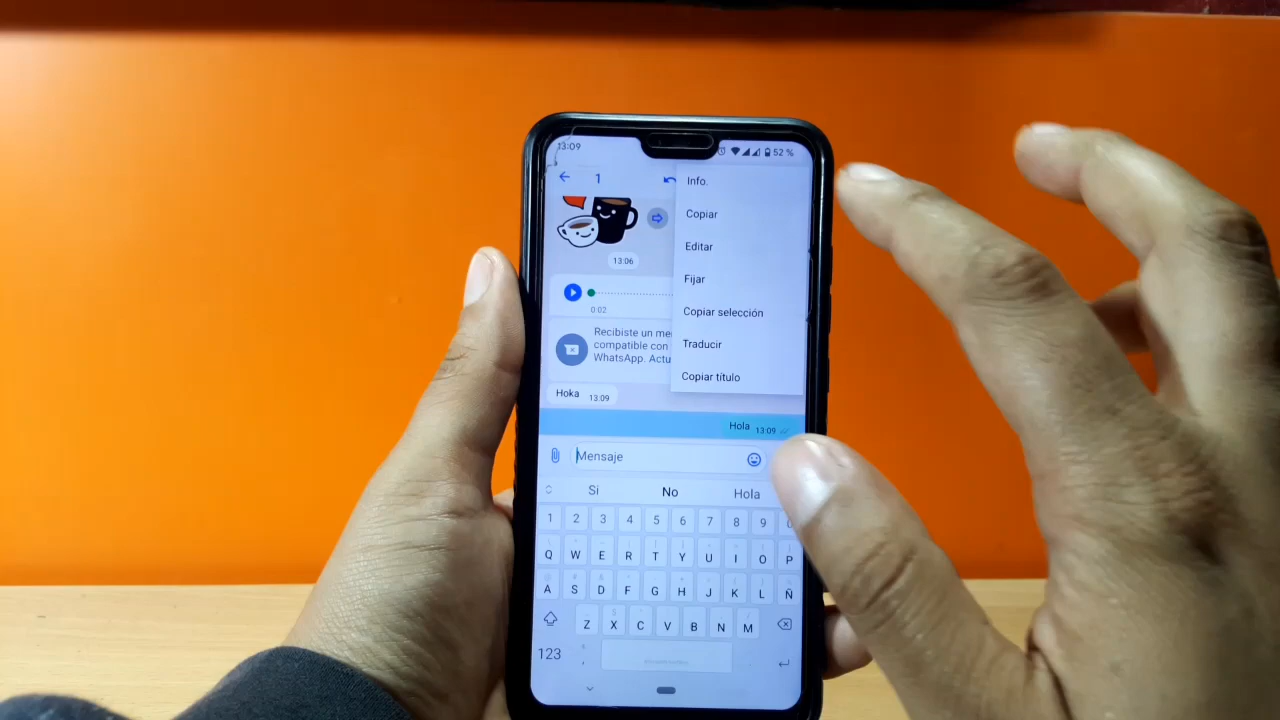 13:09
52 %
1
Info.
Copiar
Editar
Fijar
Copiar selección
Traducir
Copiar título
13:06
0:02
Recibiste un me
compatible con
WhatsApp. Actu
Hoka 13:09
Hola 13:09
Mensaje
Si No Hola
1 2 3 4 5 6 7 8 9 0
Q W E R T Y U I O P
A S D F G H J K L Ñ
Z X C V B N M
123